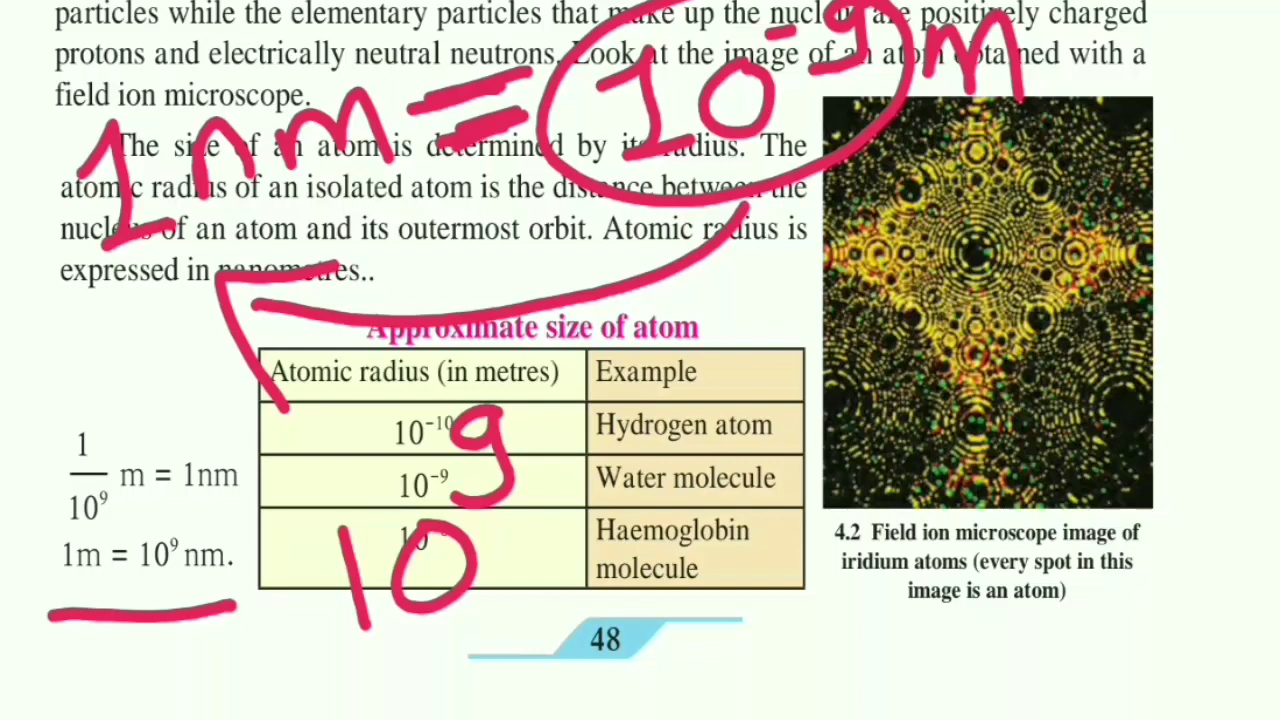 particles while the elementary particles that make up the nucleus are positively charged
protons and electrically neutral neutrons. Look at the image of an atom obtained with a
field ion microscope.
1nm = 10⁻⁹ m
The size of an atom is determined by its radius. The
atomic radius of an isolated atom is the distance between the
nucleus of an atom and its outermost orbit. Atomic radius is
expressed in nanometres..
Approximate size of atom
Atomic radius (in metres) Example
10⁻¹⁰ Hydrogen atom
10⁻⁹ Water molecule
10 Haemoglobin
molecule
10⁹
1/10⁹ m = 1nm
1m = 10⁹ nm.
4.2 Field ion microscope image of
iridium atoms (every spot in this
image is an atom)
48